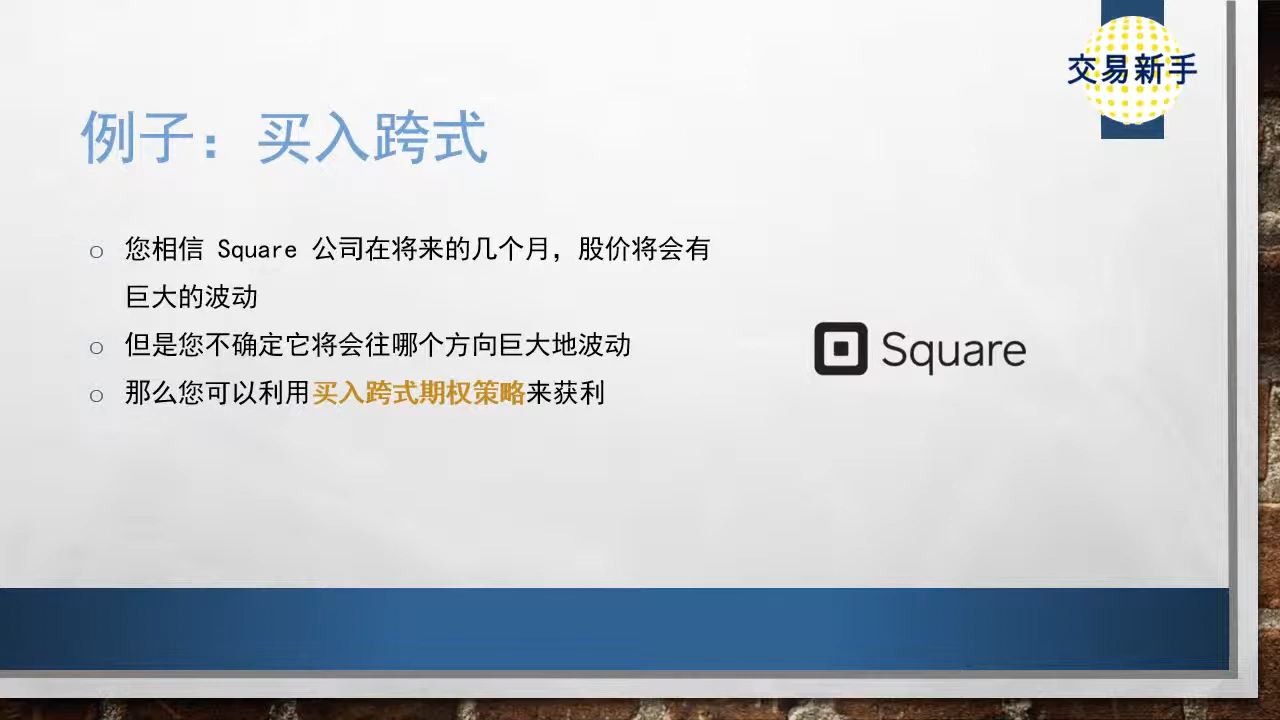 交易新手
例子：买入跨式
您相信 Square 公司在将来的几个月，股价将会有
巨大的波动
但是您不确定它将会往哪个方向巨大地波动
那么您可以利用买入跨式期权策略来获利
Square